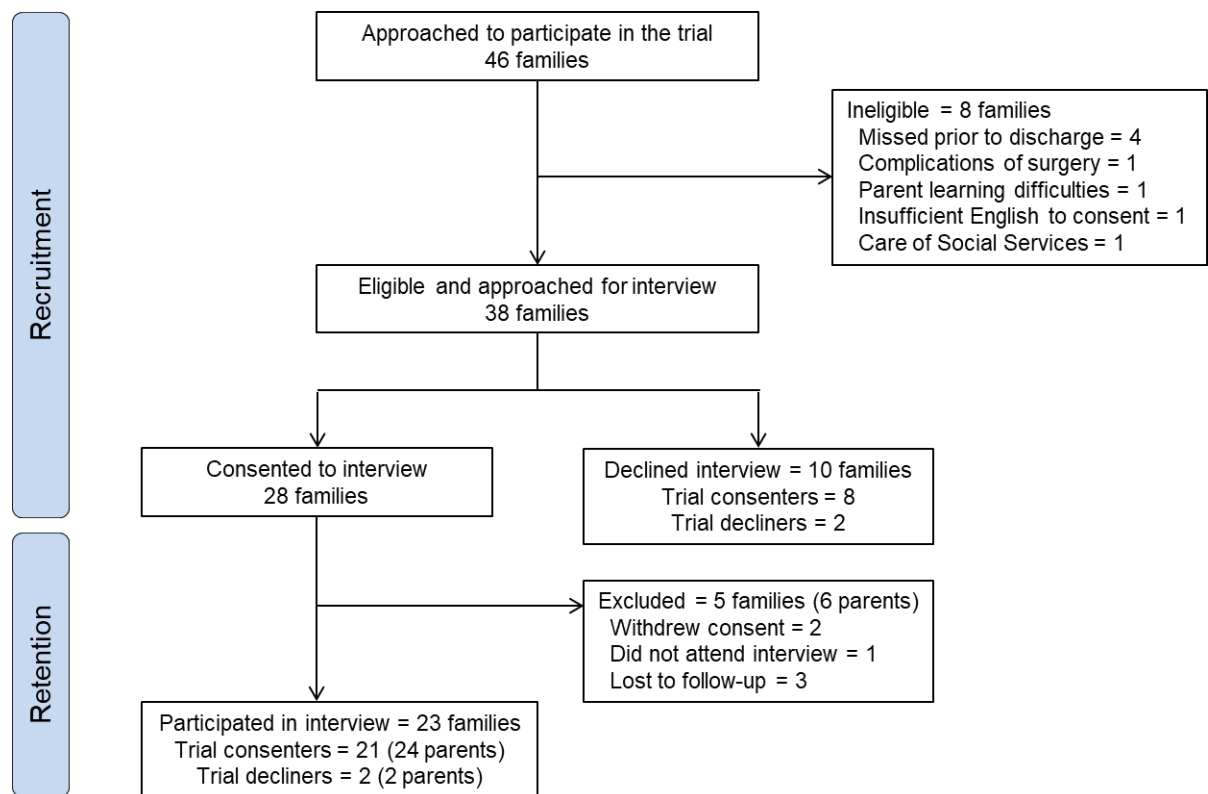 Recruitment
Approached to participate in the trial
46 families
Ineligible = 8 families
Missed prior to discharge = 4
Complications of surgery = 1
Parent learning difficulties = 1
Insufficient English to consent = 1
Care of Social Services = 1
Eligible and approached for interview
38 families
Consented to interview
28 families
Declined interview = 10 families
Trial consenters = 8
Trial decliners = 2
Retention
Excluded = 5 families (6 parents)
Withdrew consent = 2
Did not attend interview = 1
Lost to follow-up = 3
Participated in interview = 23 families
Trial consenters = 21 (24 parents)
Trial decliners = 2 (2 parents)